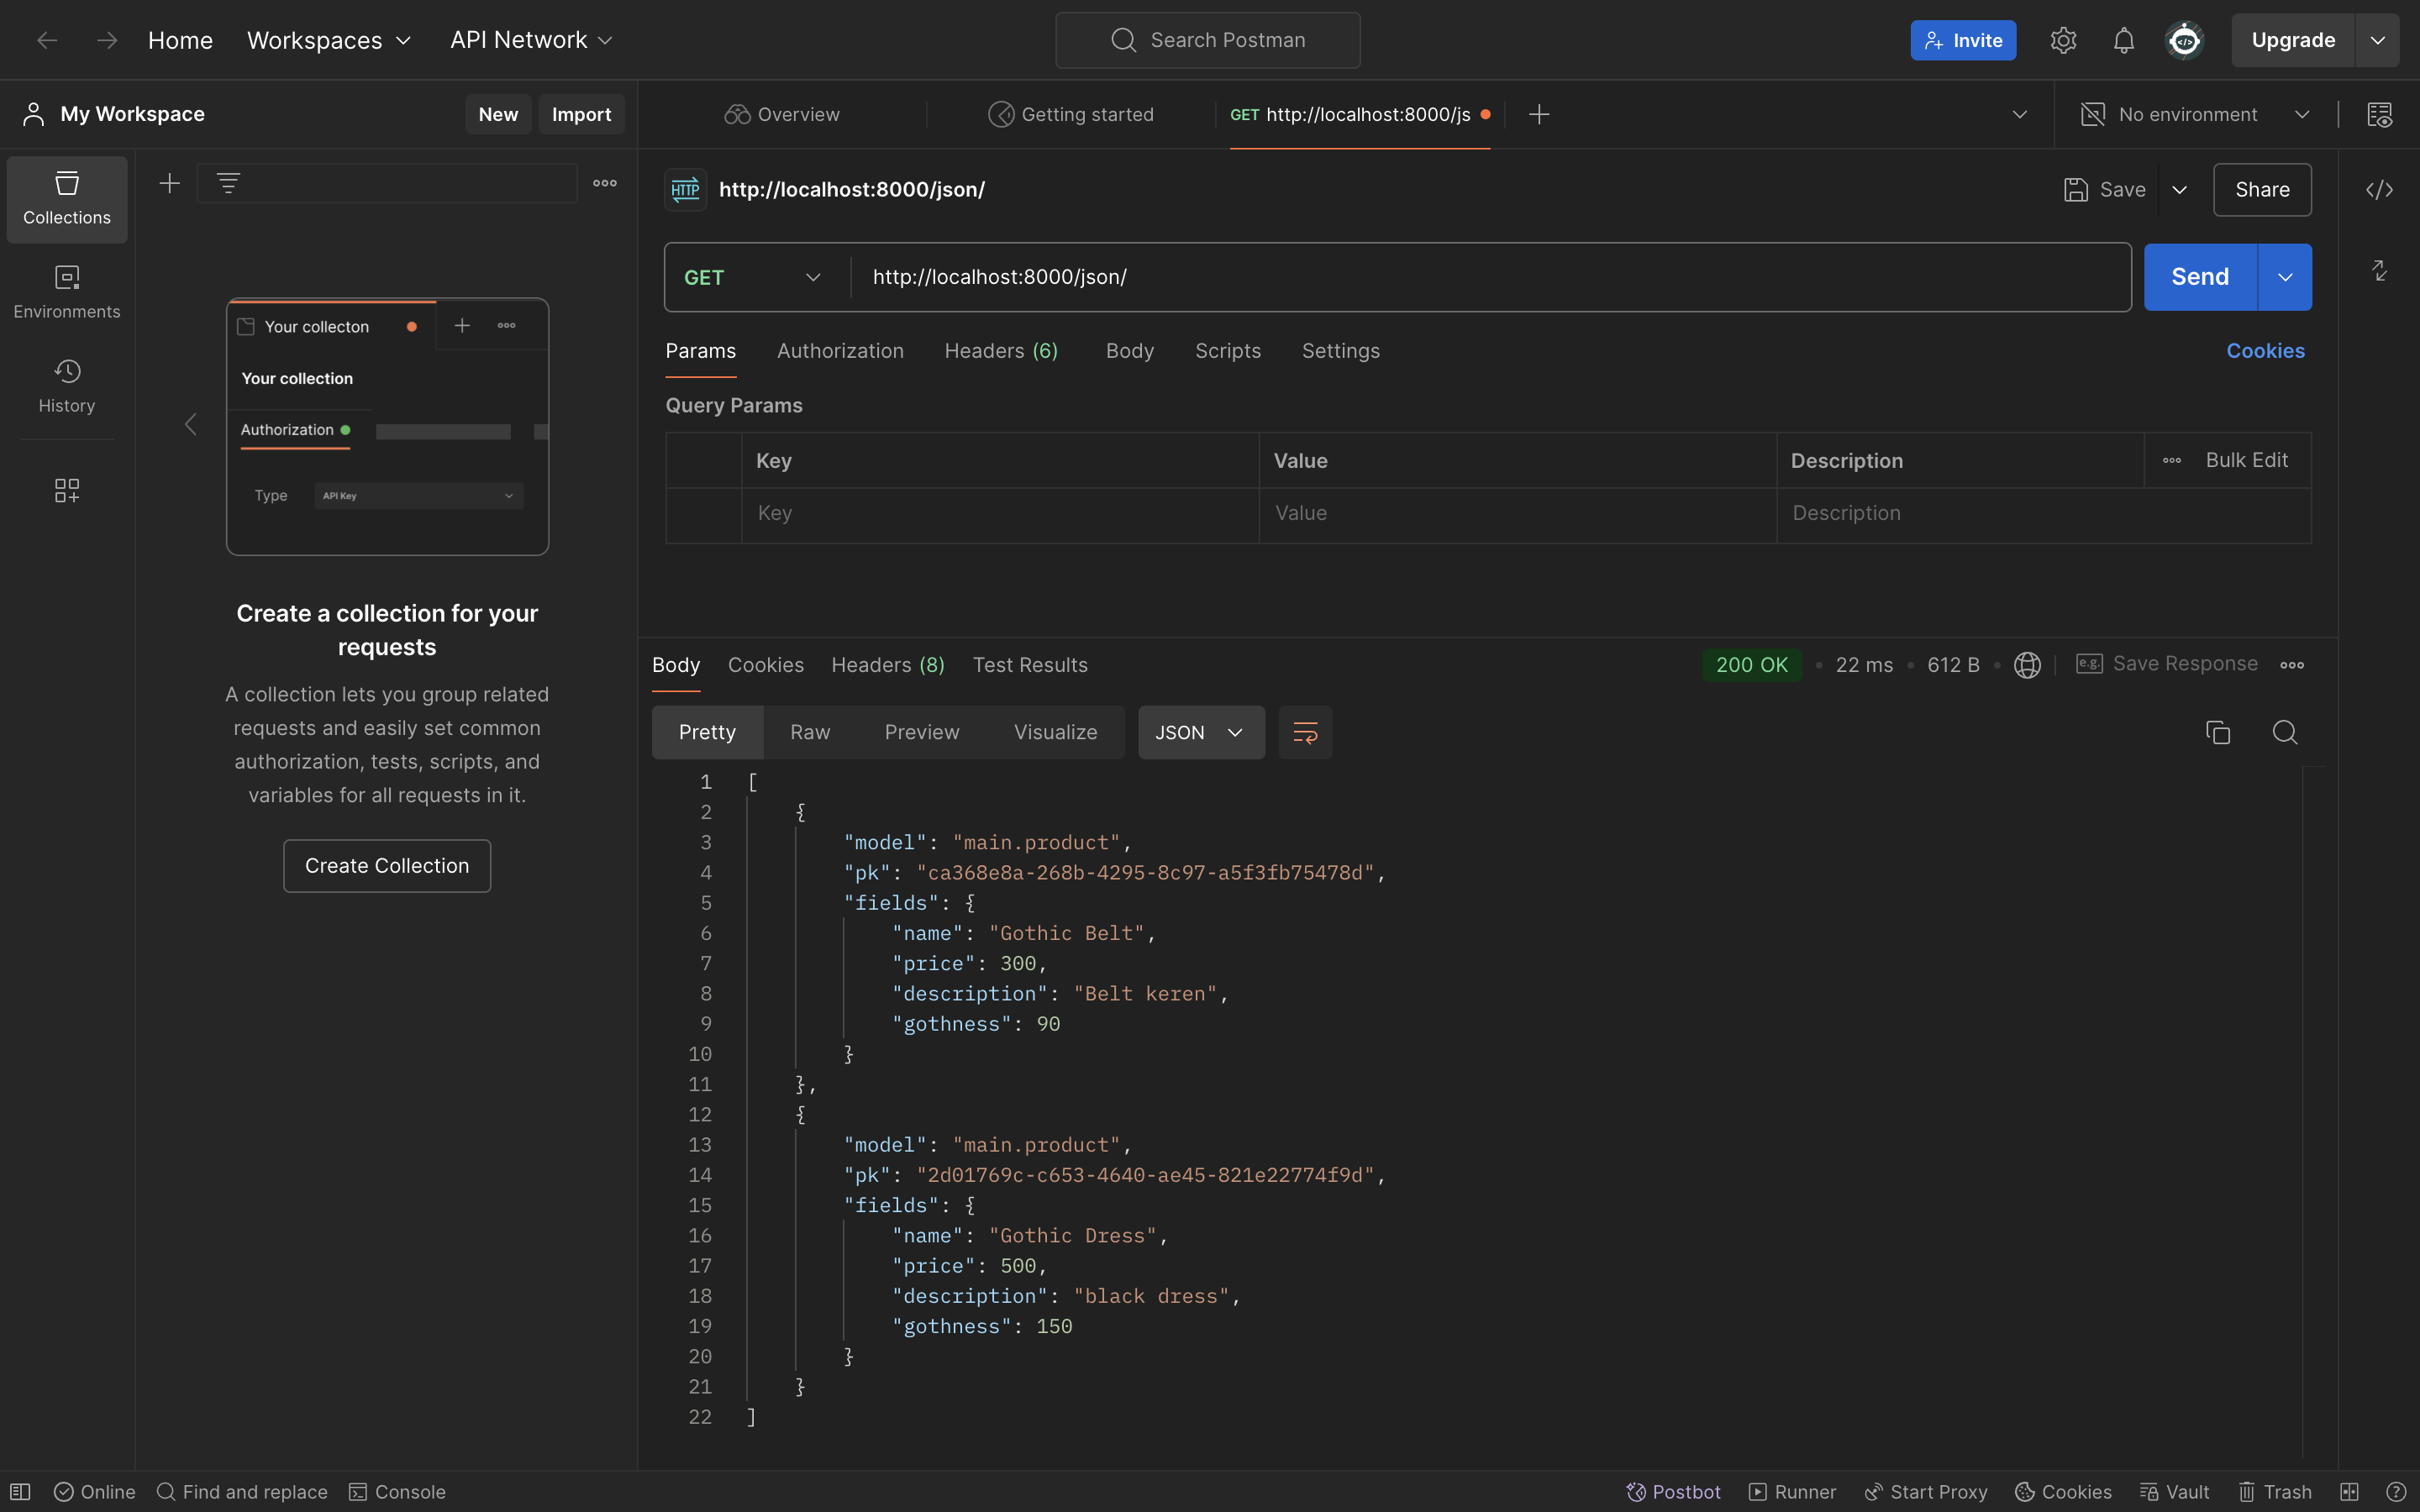 Home Workspaces API Network Search Postman Invite Upgrade
My Workspace New Import Overview Getting started GET http://localhost:8000/js No environment
Collections
Environments
History
Your collecton
Your collection
Authorization
Type API Key
Create a collection for your
requests
A collection lets you group related
requests and easily set common
authorization, tests, scripts, and
variables for all requests in it.
Create Collection
HTTP http://localhost:8000/json/ Save Share
GET http://localhost:8000/json/ Send
Params Authorization Headers (6) Body Scripts Settings Cookies
Query Params
Key Value Description Bulk Edit
Key Value Description
Body Cookies Headers (8) Test Results 200 OK 22 ms 612 B e.g. Save Response
Pretty Raw Preview Visualize JSON
1 [
2 {
3 "model": "main.product",
4 "pk": "ca368e8a-268b-4295-8c97-a5f3fb75478d",
5 "fields": {
6 "name": "Gothic Belt",
7 "price": 300,
8 "description": "Belt keren",
9 "gothness": 90
10 }
11 },
12 {
13 "model": "main.product",
14 "pk": "2d01769c-c653-4640-ae45-821e22774f9d",
15 "fields": {
16 "name": "Gothic Dress",
17 "price": 500,
18 "description": "black dress",
19 "gothness": 150
20 }
21 }
22 ]
Online Find and replace Console Postbot Runner Start Proxy Cookies Vault Trash